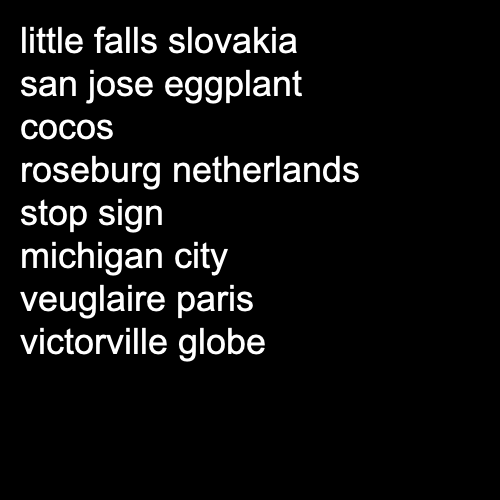 little falls slovakia
san jose eggplant
cocos
roseburg netherlands
stop sign
michigan city
veuglaire paris
victorville globe